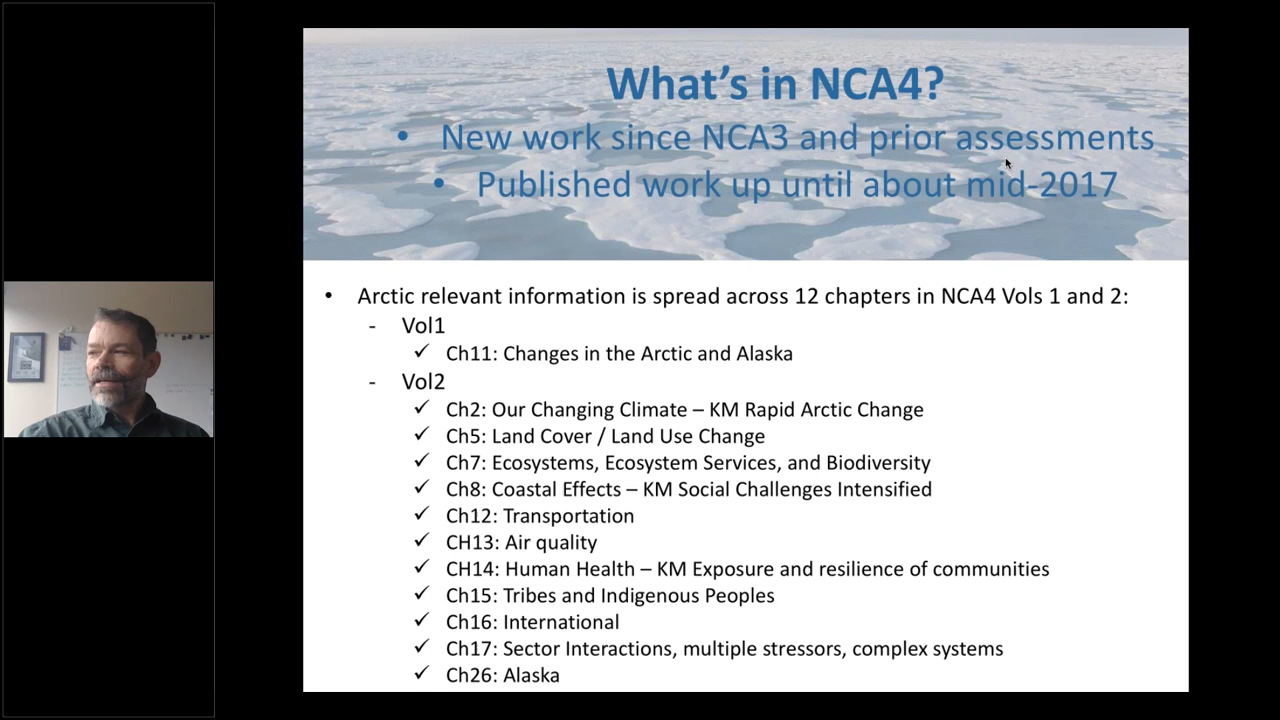 What's in NCA4?
• New work since NCA3 and prior assessments
• Published work up until about mid-2017
• Arctic relevant information is spread across 12 chapters in NCA4 Vols 1 and 2:
- Vol1
✓ Ch11: Changes in the Arctic and Alaska
- Vol2
✓ Ch2: Our Changing Climate – KM Rapid Arctic Change
✓ Ch5: Land Cover / Land Use Change
✓ Ch7: Ecosystems, Ecosystem Services, and Biodiversity
✓ Ch8: Coastal Effects – KM Social Challenges Intensified
✓ Ch12: Transportation
✓ CH13: Air quality
✓ CH14: Human Health – KM Exposure and resilience of communities
✓ Ch15: Tribes and Indigenous Peoples
✓ Ch16: International
✓ Ch17: Sector Interactions, multiple stressors, complex systems
✓ Ch26: Alaska